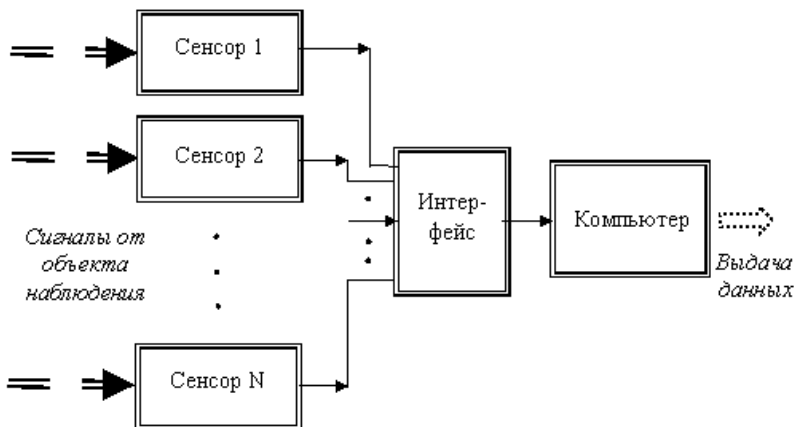 Сенсор 1
Сенсор 2
Интер-
фейс
Компьютер
Сигналы от
объекта
наблюдения
Выдача
данных
Сенсор N